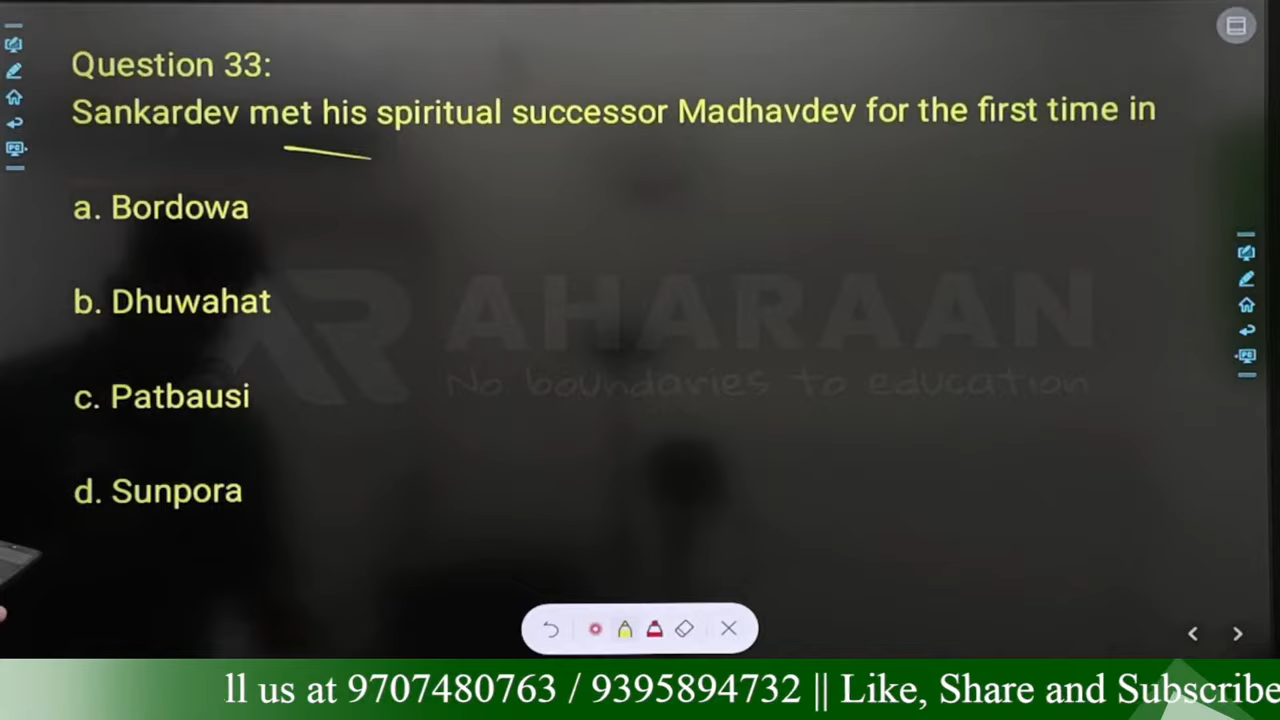 Question 33:
Sankardev met his spiritual successor Madhavdev for the first time in
a. Bordowa
b. Dhuwahat
c. Patbausi
d. Sunpora
AHARAAN
No boundaries to education
ll us at 9707480763 / 9395894732 || Like, Share and Subscribe